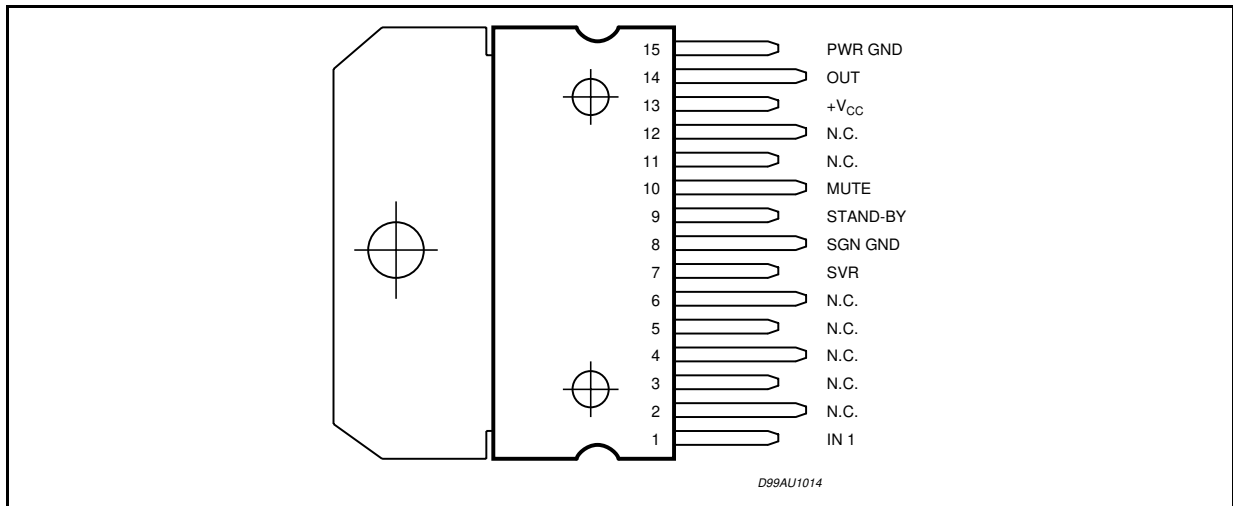 15 PWR GND
14 OUT
13 +VCC
12 N.C.
11 N.C.
10 MUTE
9 STAND-BY
8 SGN GND
7 SVR
6 N.C.
5 N.C.
4 N.C.
3 N.C.
2 N.C.
1 IN 1
D99AU1014